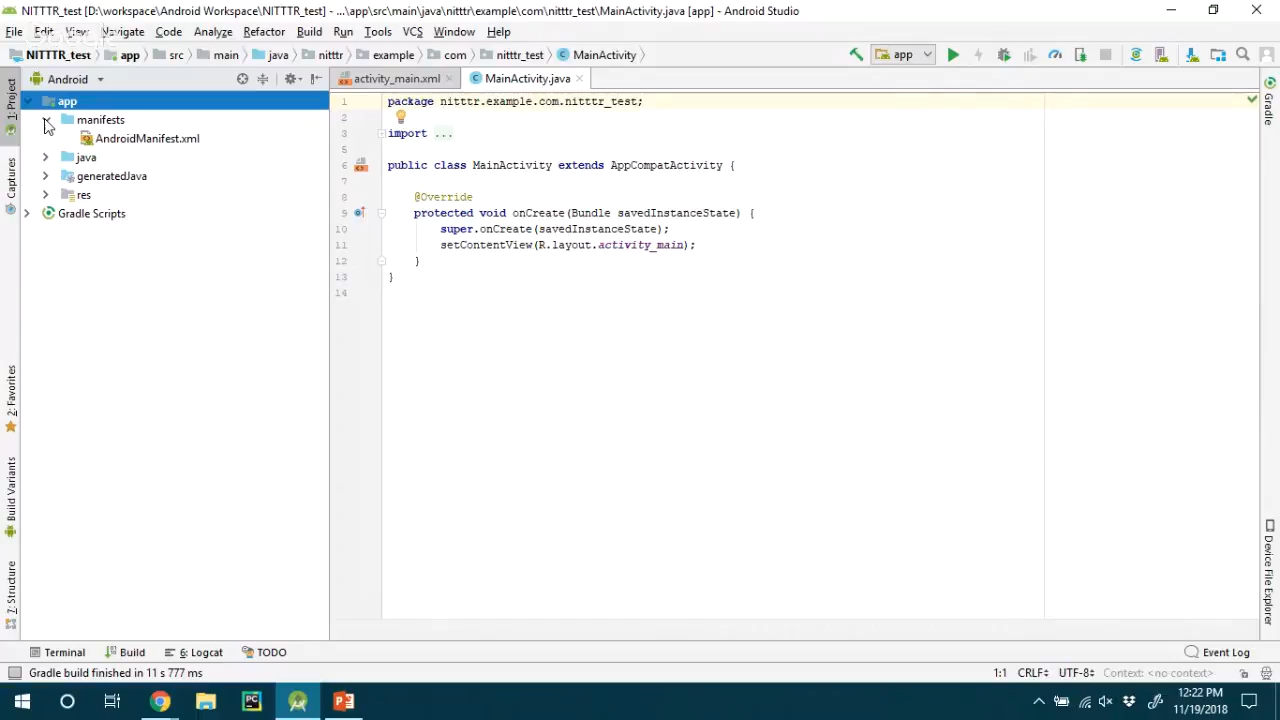 NITTTR_test [D:\workspace\Android Workspace\NITTTR_test] - ...\app\src\main\java\nitttr\example\com\nitttr_test\MainActivity.java [app] - Android Studio
File Edit View Navigate Code Analyze Refactor Build Run Tools VCS Window Help
NITTTR_test app src main java nitttr example com nitttr_test MainActivity app
Android activity_main.xml MainActivity.java
1: Project
Captures
2: Favorites
Build Variants
7: Structure
app
manifests
AndroidManifest.xml
java
generatedJava
res
Gradle Scripts
1 package nitttr.example.com.nitttr_test;
2
3 import ...
5
6 public class MainActivity extends AppCompatActivity {
7
8 @Override
9 protected void onCreate(Bundle savedInstanceState) {
10 super.onCreate(savedInstanceState);
11 setContentView(R.layout.activity_main);
12 }
13 }
14
Gradle
Device File Explorer
Terminal Build 6: Logcat TODO Event Log
Gradle build finished in 11 s 777 ms 1:1 CRLF UTF-8 Context: <no context>
12:22 PM
11/19/2018